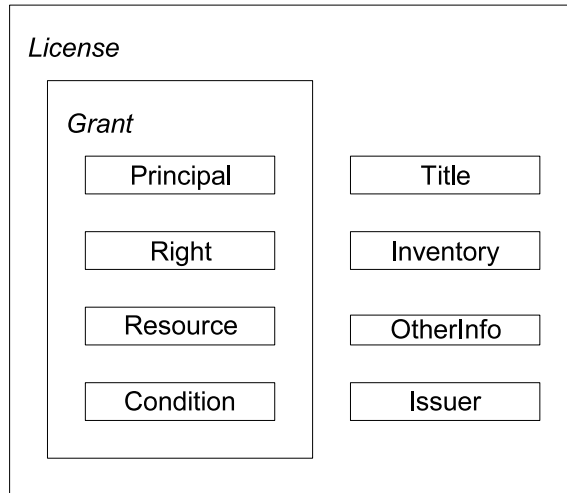 License
Grant
Principal
Right
Resource
Condition
Title
Inventory
OtherInfo
Issuer